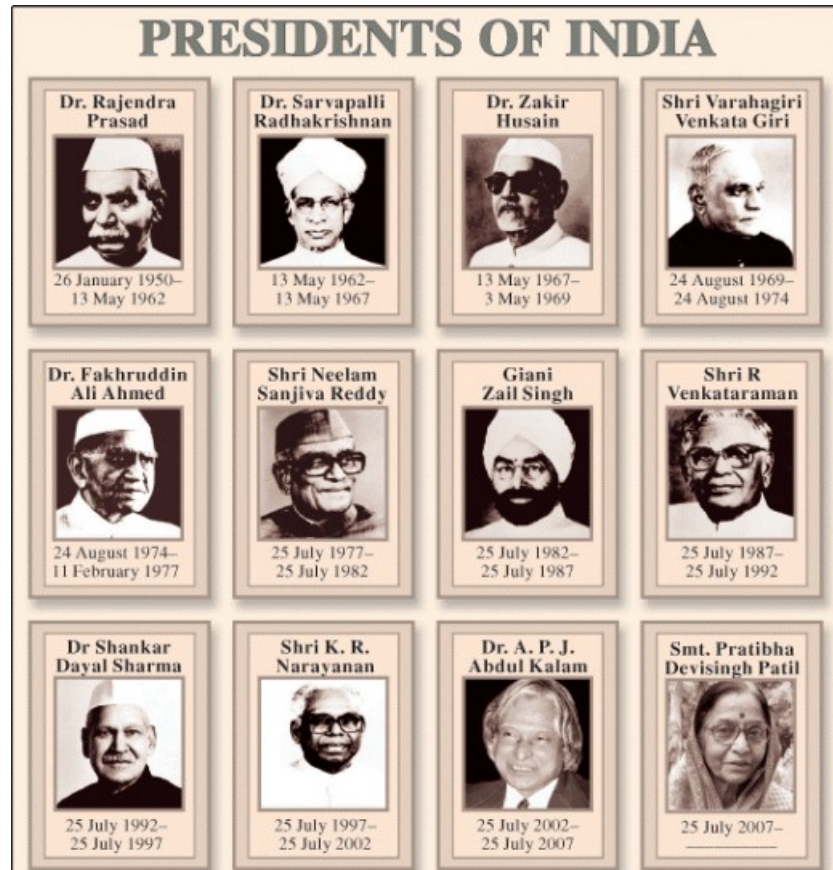 PRESIDENTS OF INDIA
Dr. Rajendra
Prasad
26 January 1950–
13 May 1962
Dr. Sarvapalli
Radhakrishnan
13 May 1962–
13 May 1967
Dr. Zakir
Husain
13 May 1967–
3 May 1969
Shri Varahagiri
Venkata Giri
24 August 1969–
24 August 1974
Dr. Fakhruddin
Ali Ahmed
24 August 1974–
11 February 1977
Shri Neelam
Sanjiva Reddy
25 July 1977–
25 July 1982
Giani
Zail Singh
25 July 1982–
25 July 1987
Shri R
Venkataraman
25 July 1987–
25 July 1992
Dr Shankar
Dayal Sharma
25 July 1992–
25 July 1997
Shri K. R.
Narayanan
25 July 1997–
25 July 2002
Dr. A. P. J.
Abdul Kalam
25 July 2002–
25 July 2007
Smt. Pratibha
Devisingh Patil
25 July 2007–